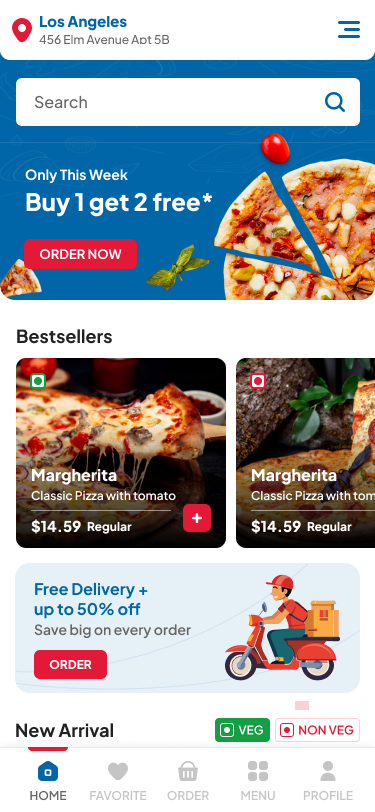 Los Angeles
456 Elm Avenue Apt 5B
Search
Only This Week
Buy 1 get 2 free*
ORDER NOW
Bestsellers
Margherita
Classic Pizza with tomato
$14.59 Regular
+
Margherita
Classic Pizza with tom
$14.59 Regular
Free Delivery +
up to 50% off
Save big on every order
ORDER
New Arrival
VEG
NON VEG
HOME
FAVORITE
ORDER
MENU
PROFILE